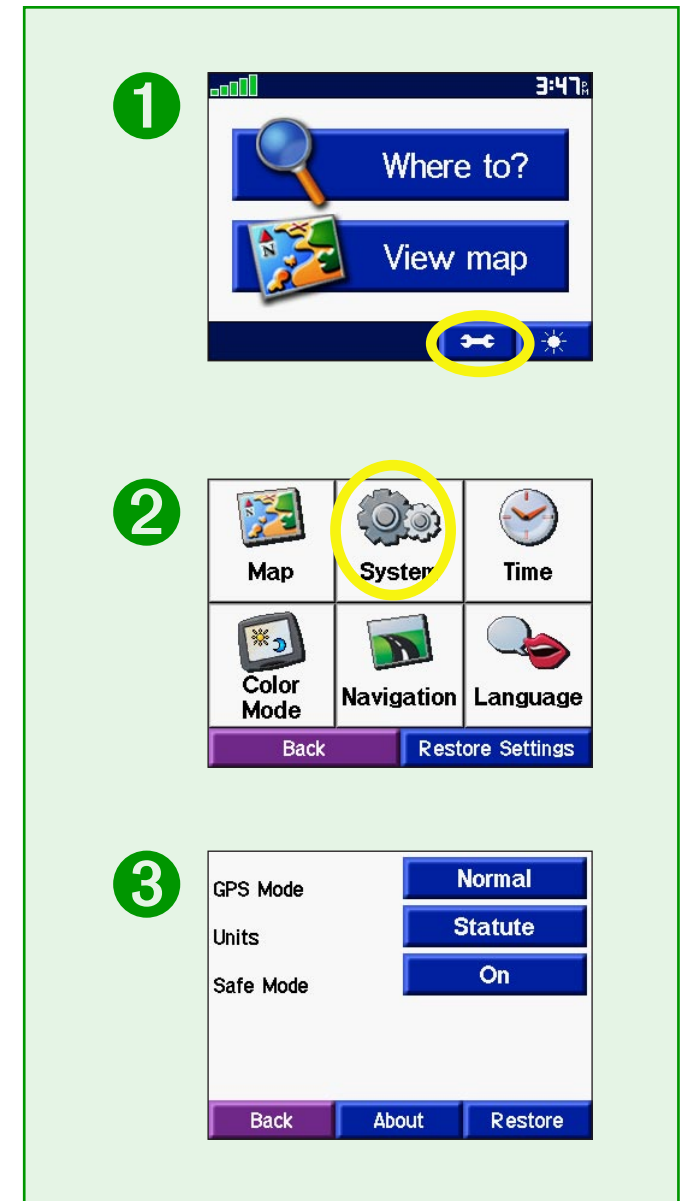 1
3:47 PM
Where to?
N
View map
2
Map
System
Time
Color Mode
Navigation
Language
Back
Restore Settings
3
GPS Mode
Normal
Units
Statute
Safe Mode
On
Back
About
Restore